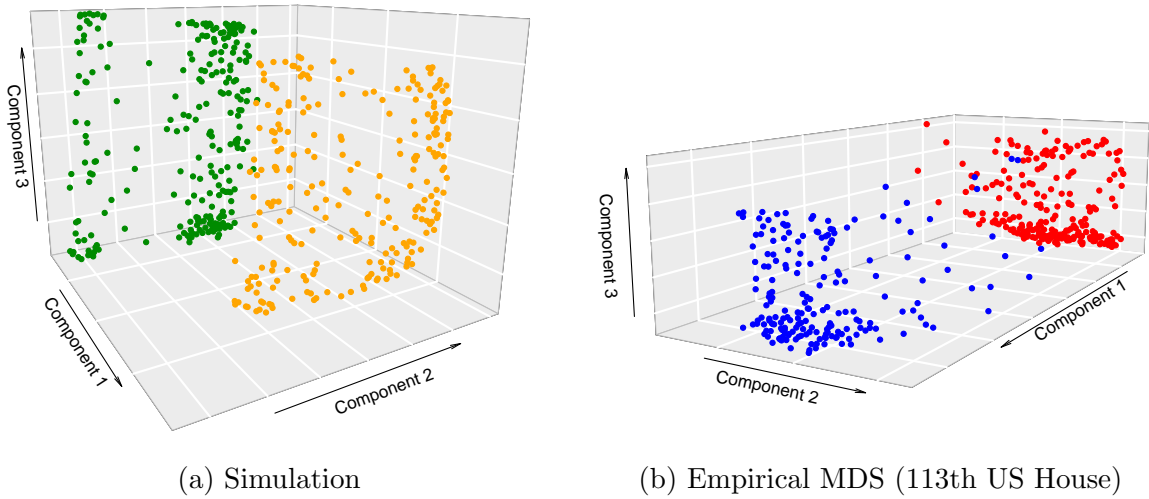 Component 3
Component 1
Component 2
Component 3
Component 2
Component 1
(a) Simulation
(b) Empirical MDS (113th US House)